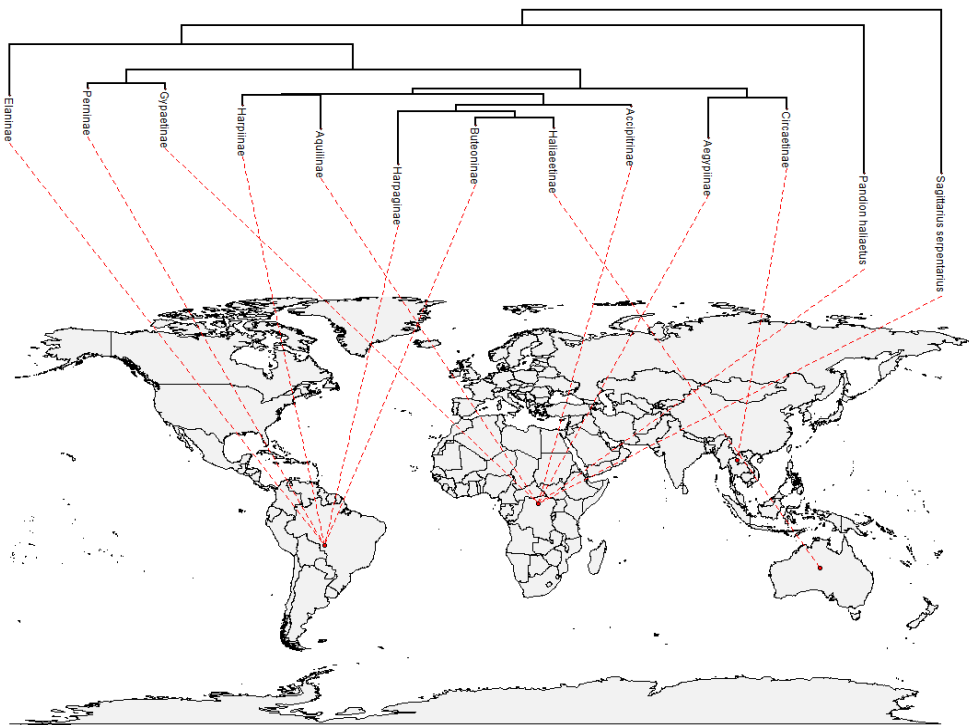 Elaninae
Perninae
Gypaetinae
Harpiinae
Aquilinae
Harpaginae
Buteoninae
Haliaeetinae
Accipitrinae
Aegypiinae
Circaetinae
Pandion haliaetus
Sagittarius serpentarius